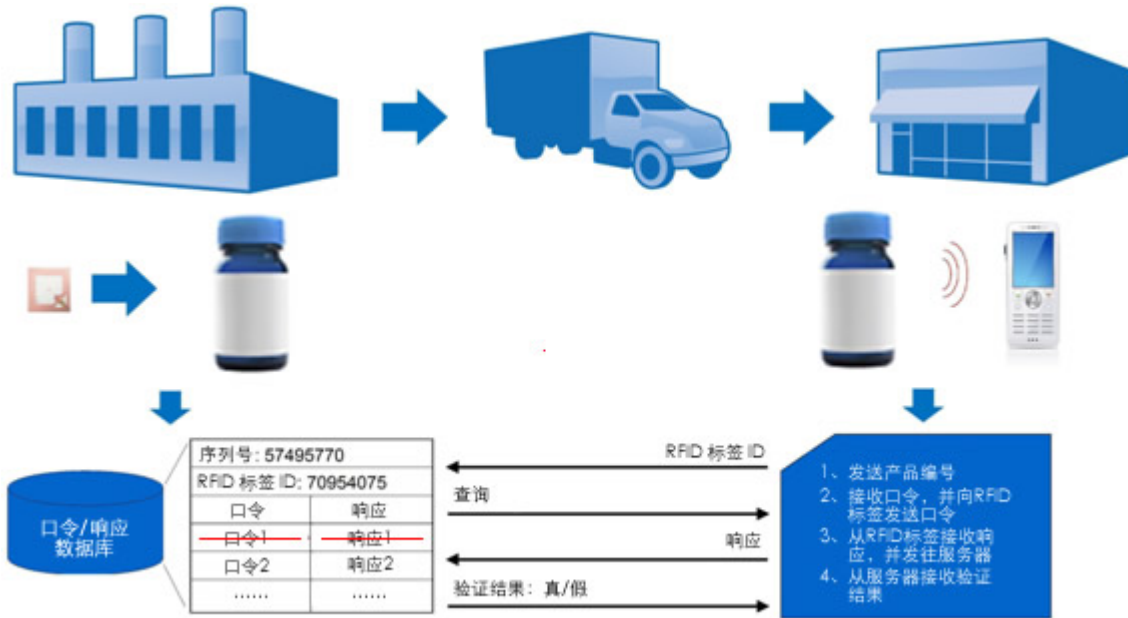 序列号: 57495770
RFID 标签 ID: 70954075
口令 响应
口令1 响应1
口令2 响应2
…… ……
口令/响应
数据库
RFID 标签 ID
查询
响应
验证结果: 真/假
1、发送产品编号
2、接收口令，并向RFID
标签发送口令
3、从RFID标签接收响
应，并发往服务器
4、从服务器接收验证
结果